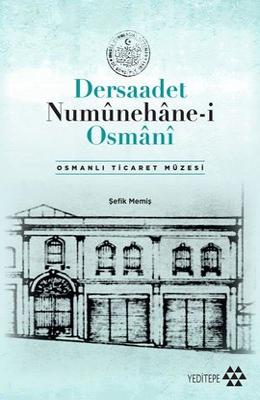 Dersaadet
Numûnehâne-i
Osmânî
OSMANLI TİCARET MÜZESİ
Şefik Memiş
YEDİTEPE